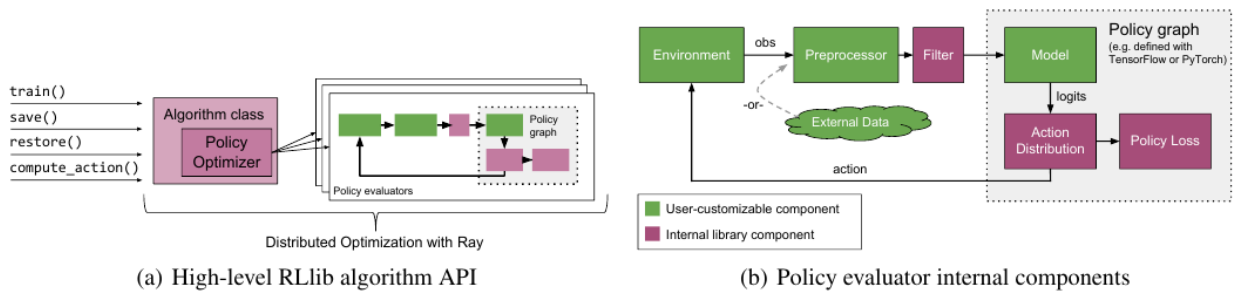 train()
save()
restore()
compute_action()
Algorithm class
Policy
Optimizer
Policy
graph
Policy evaluators
Distributed Optimization with Ray
(a) High-level RLlib algorithm API
Environment
obs
Preprocessor
Filter
Model
Policy graph
(e.g. defined with
TensorFlow or PyTorch)
-or-
External Data
logits
Action
Distribution
Policy Loss
action
User-customizable component
Internal library component
(b) Policy evaluator internal components